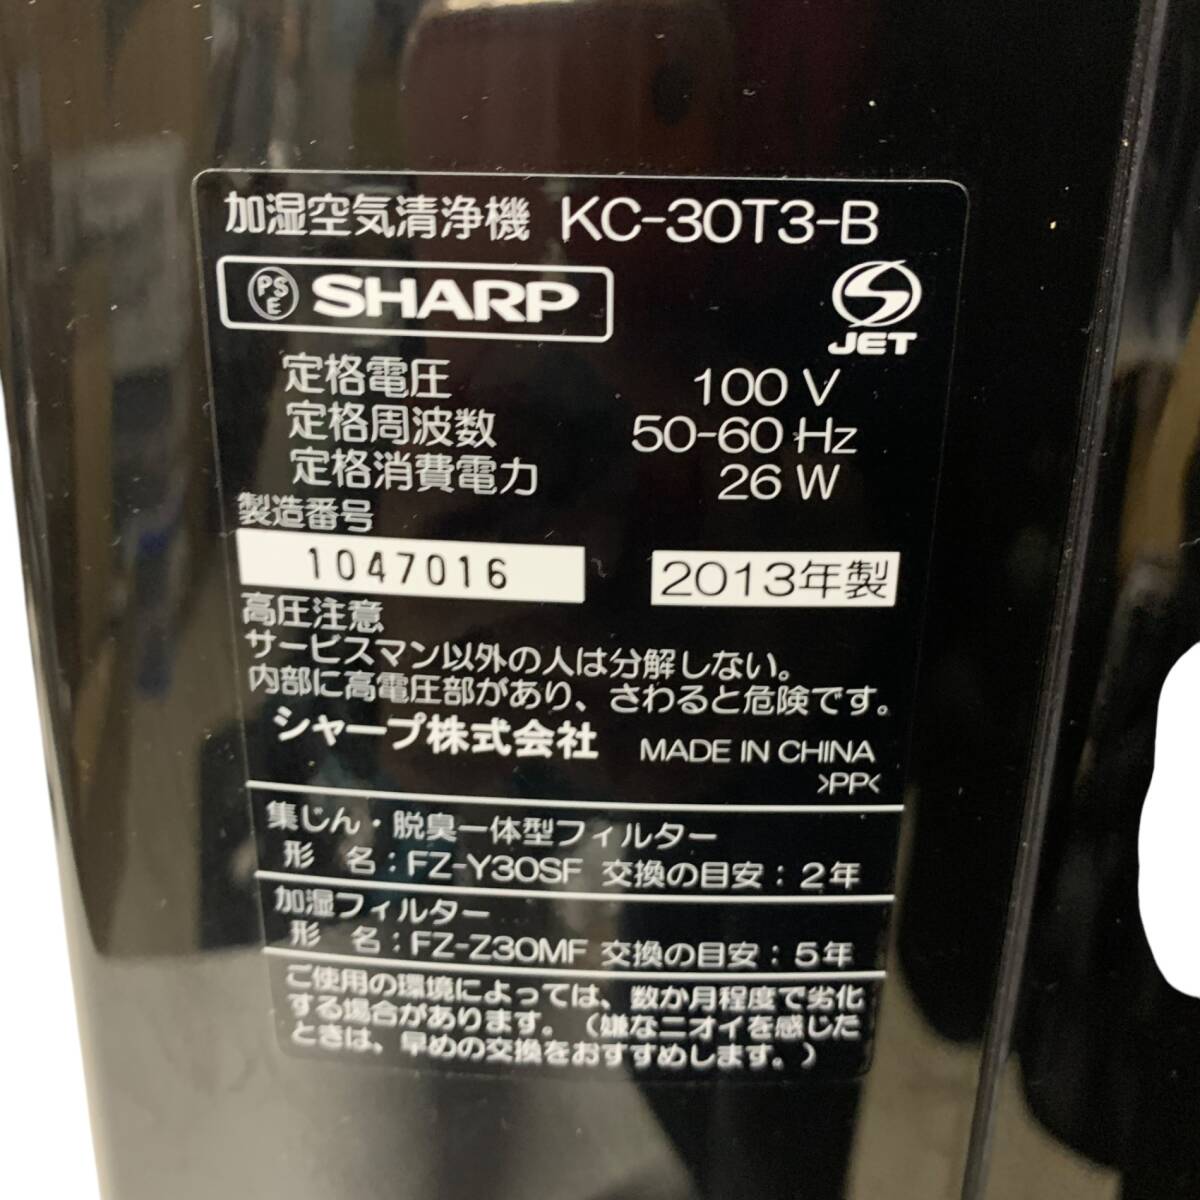 加湿空気清浄機 KC-30T3-B
PSE SHARP
JET
定格電圧 100 V
定格周波数 50-60 Hz
定格消費電力 26 W
製造番号
1047016 2013年製
高圧注意
サービスマン以外の人は分解しない。
内部に高電圧部があり、さわると危険です。
シャープ株式会社 MADE IN CHINA
>PP<
集じん・脱臭一体型フィルター
形 名：FZ-Y30SF 交換の目安：2年
加湿フィルター
形 名：FZ-Z30MF 交換の目安：5年
ご使用の環境によっては、数か月程度で劣化
する場合があります。（嫌なニオイを感じた
ときは、早めの交換をおすすめします。）